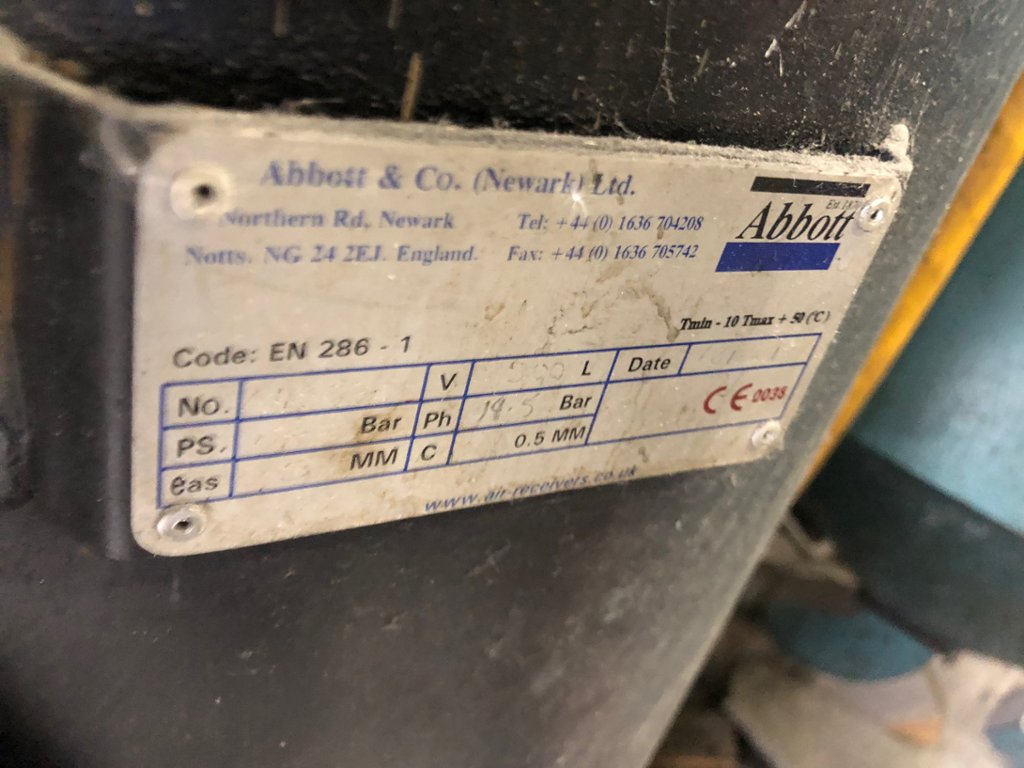 Abbott & Co. (Newark) Ltd.
Northern Rd, Newark
Notts. NG 24 2EJ. England.
Tel: +44 (0) 1636 704208
Fax: +44 (0) 1636 705742
Est 18
Abbott
Tmin - 10 Tmax + 50 (°C)
Code: EN 286 - 1
No. V L Date
PS. Bar Ph Bar CE 0038
eas MM C 0.5 MM
www.air-receivers.co.uk